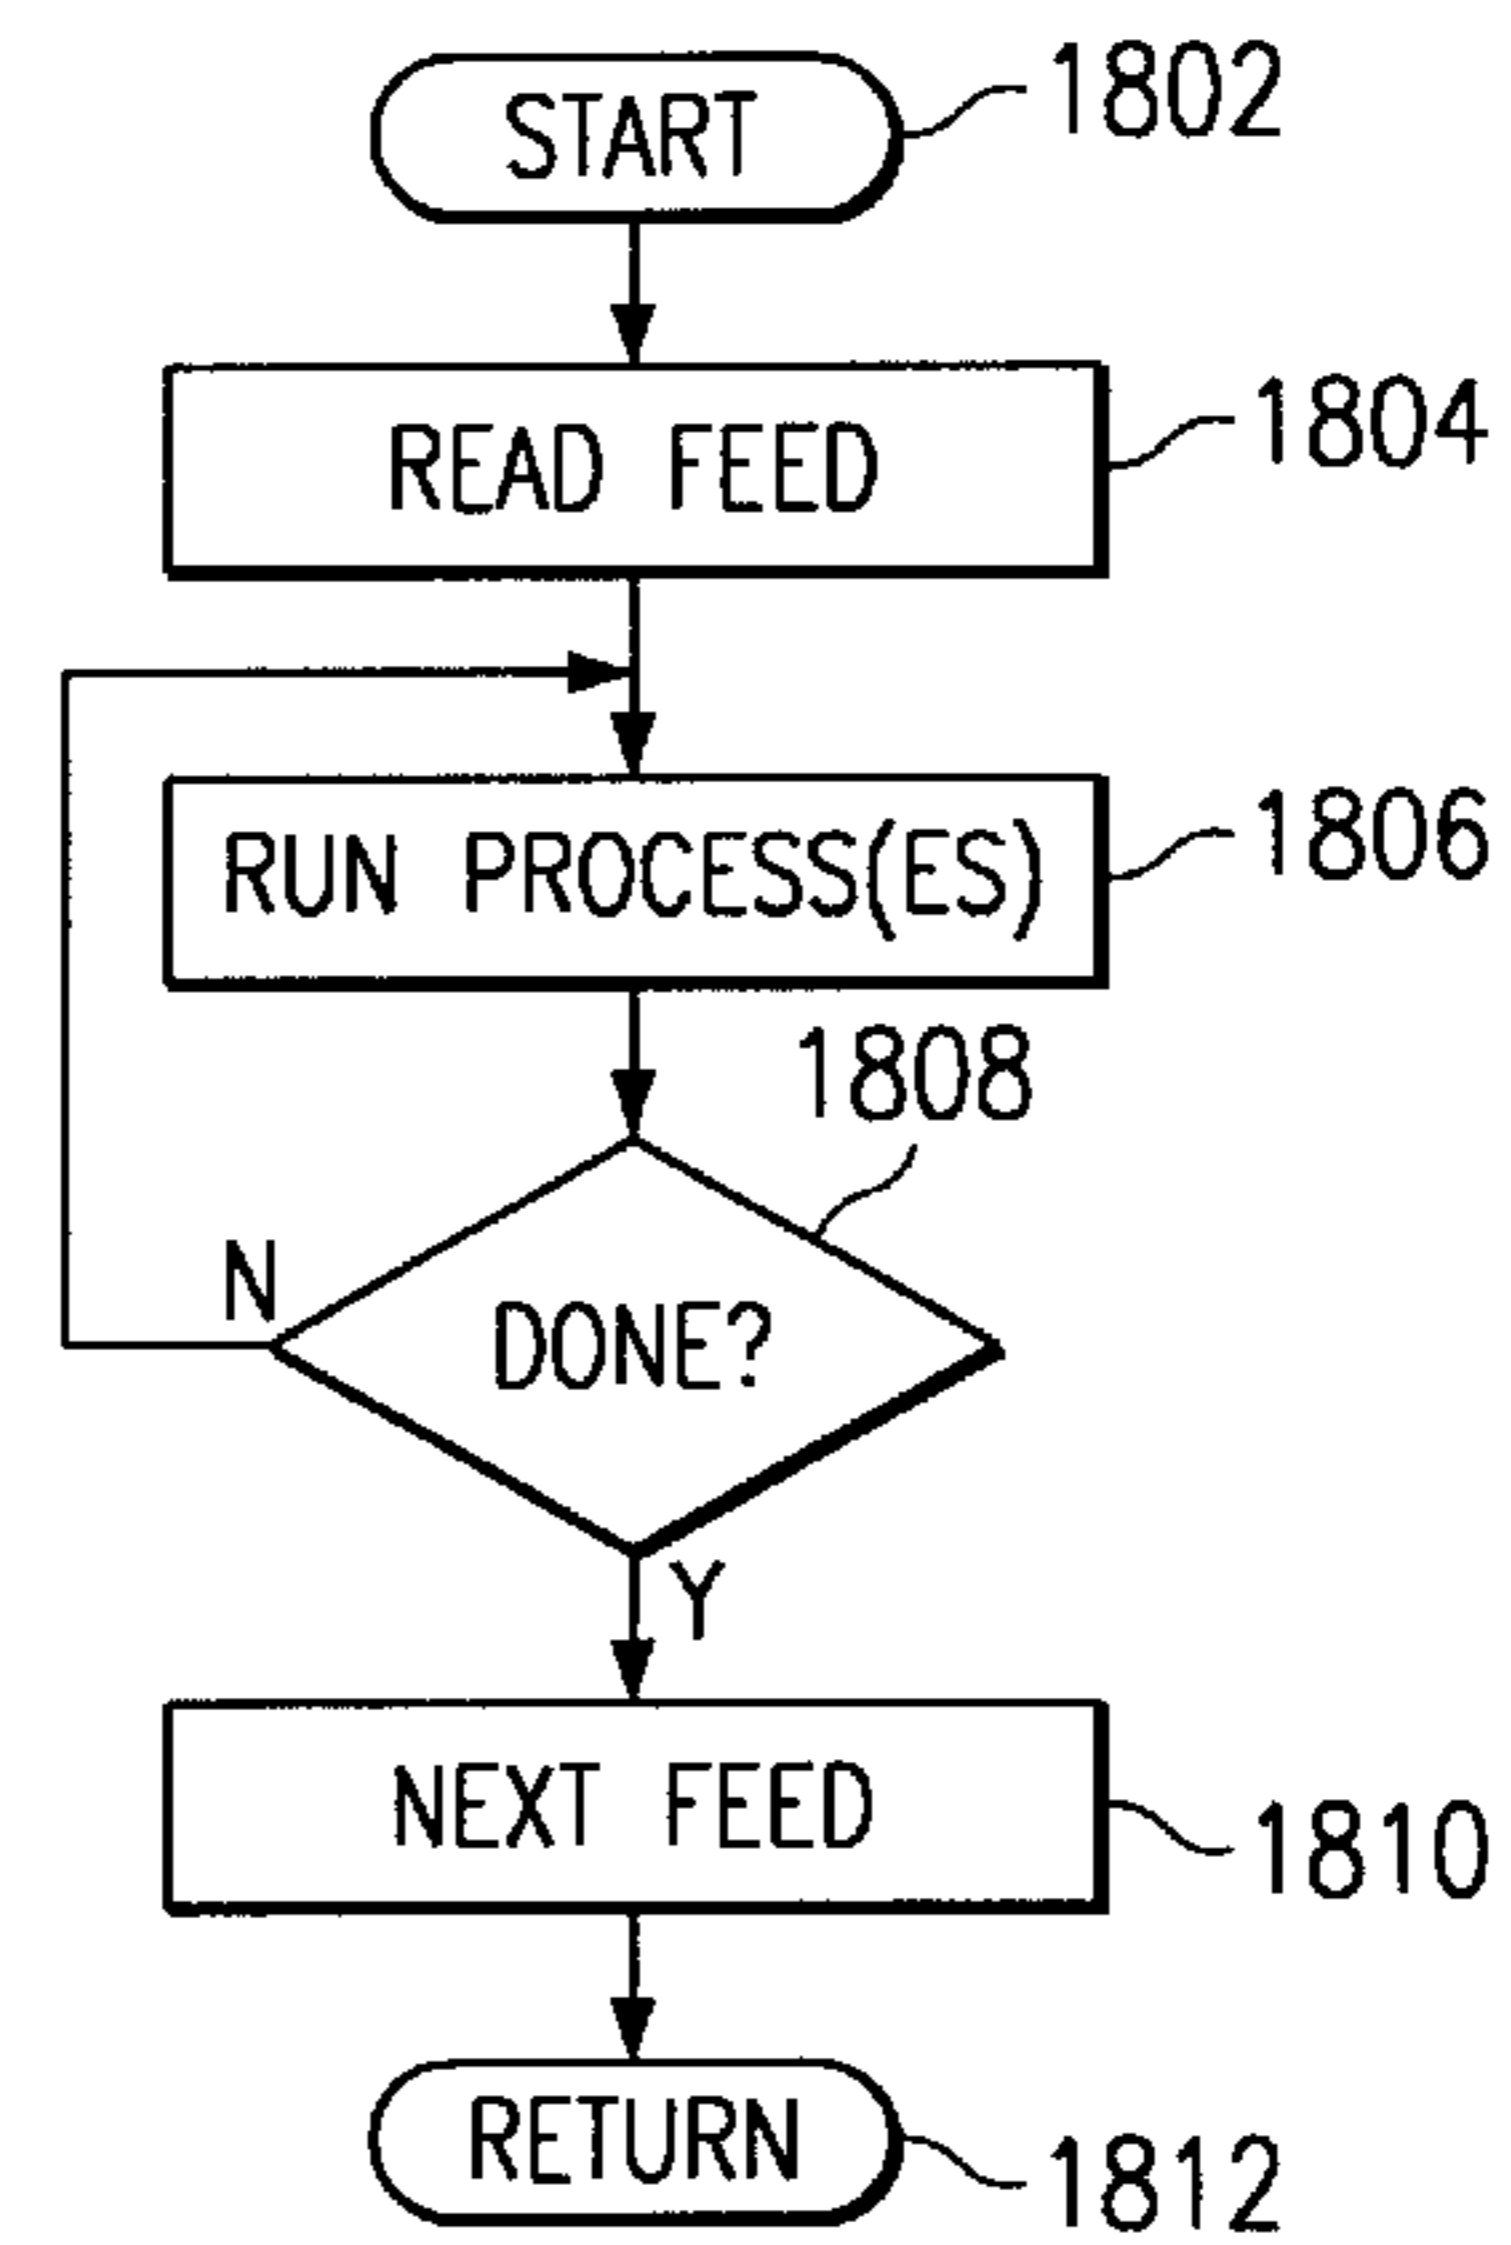 START
1802
READ FEED
1804
RUN PROCESS(ES)
1806
1808
N
DONE?
Y
NEXT FEED
1810
RETURN
1812